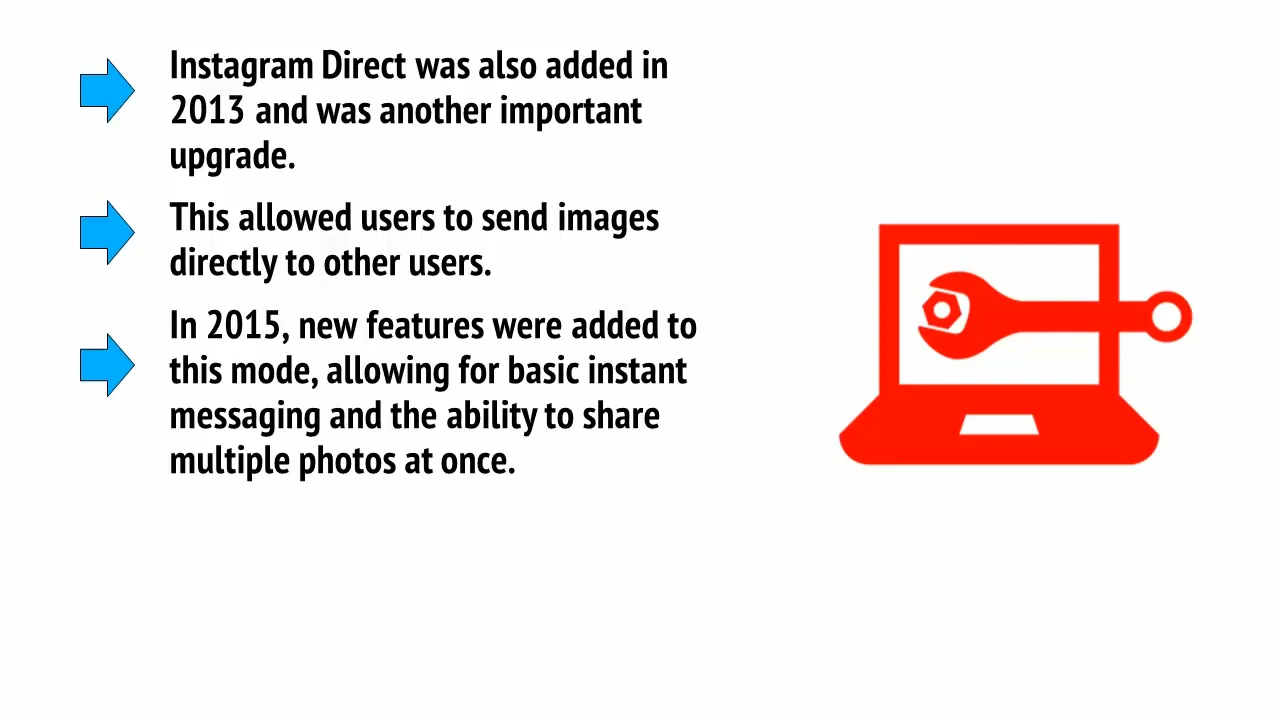 Instagram Direct was also added in
2013 and was another important
upgrade.
This allowed users to send images
directly to other users.
In 2015, new features were added to
this mode, allowing for basic instant
messaging and the ability to share
multiple photos at once.